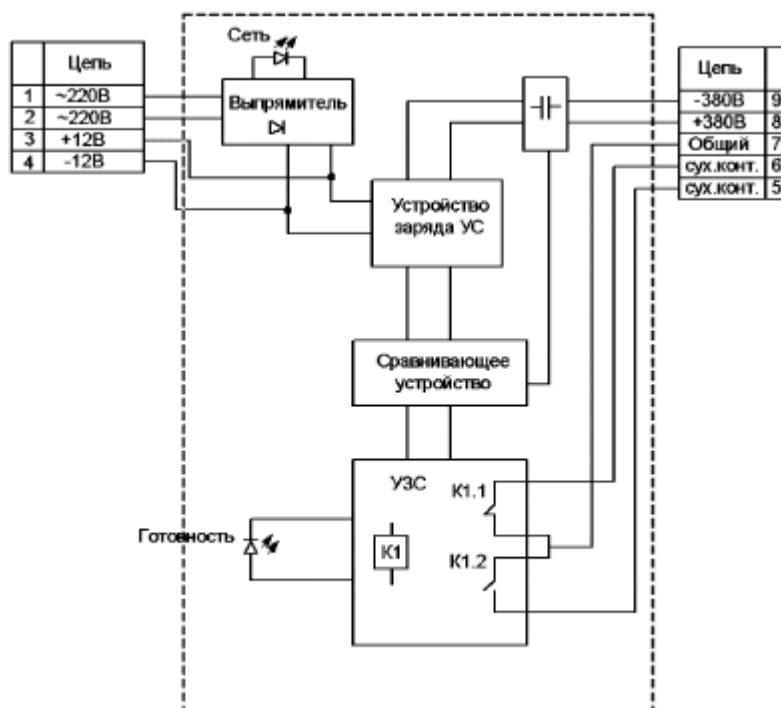 Сеть
Цепь
1 ~220В
2 ~220В
3 +12В
4 -12В
Выпрямитель
Цепь
-380В 9
+380В 8
Общий 7
сух.конт. 6
сух.конт. 5
Устройство
заряда УС
Сравнивающее
устройство
УЗС
К1.1
Готовность
К1
К1.2